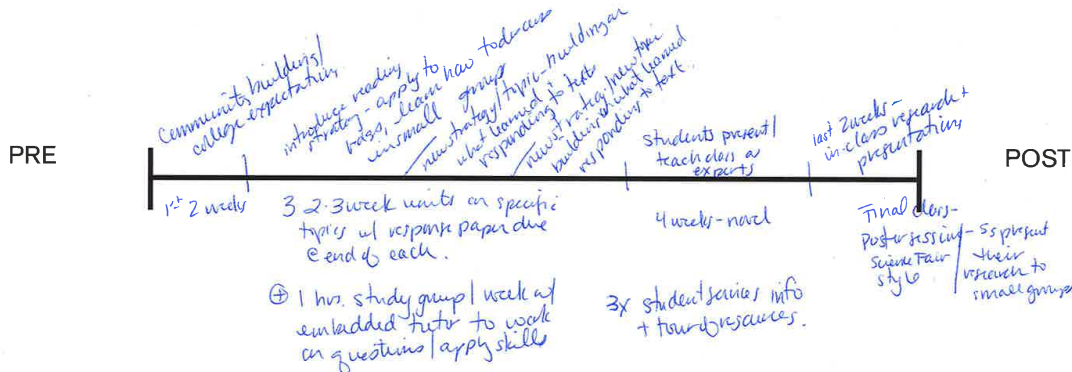 PRE
Community building/
college expectations
introduce reading
strategy - apply to
topic, learn how to discuss
in small groups
new strategy/topic - building on
what learned &
responding to text
new strategy/new topic
building on what learned
responding to text.
students present/
teach class as
experts
last 2 weeks -
in-class research +
presentations
POST
1st 2 weeks
3 2-3 week units on specific
topics w/ response paper due
@ end of each.
4 weeks - novel
Final class -
Poster session -
Science Fair
style
Ss present
their
research to
small groups
⊕ 1 hr. study group/week w/
embedded tutor to work
on questions/apply skills
3x student services info
+ tour of resources.